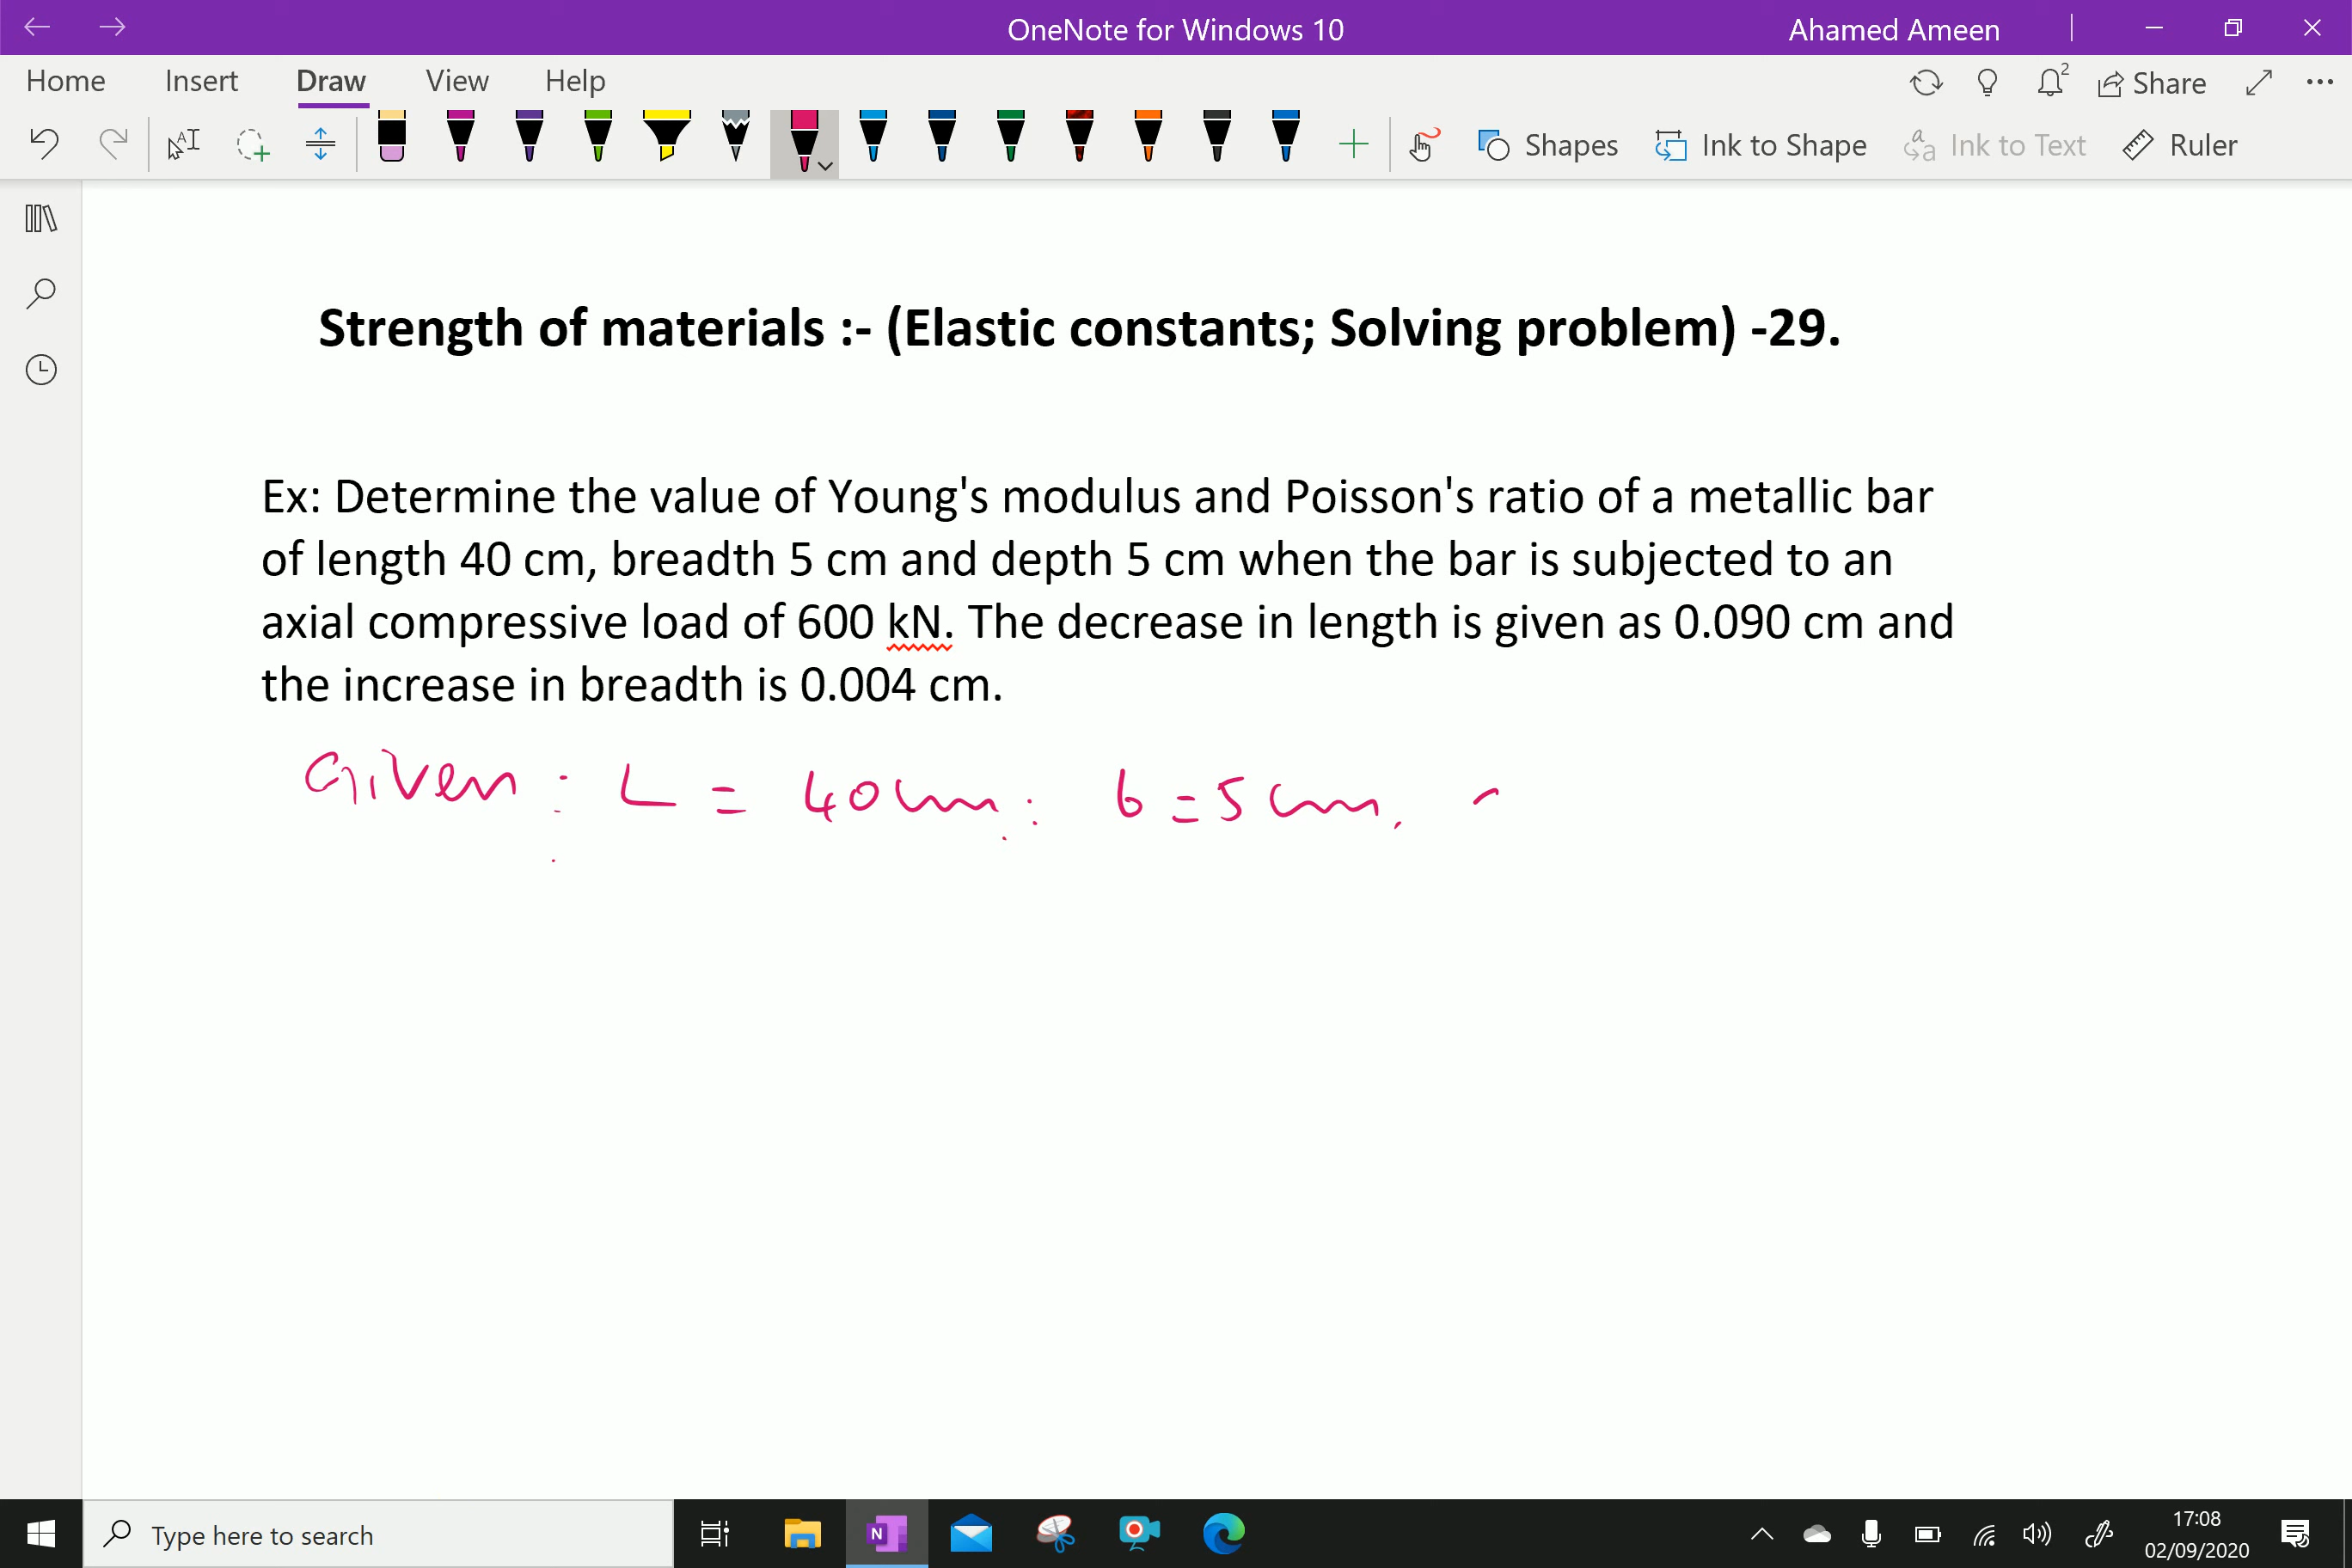 OneNote for Windows 10 Ahamed Ameen
Home Insert Draw View Help 2 Share
Shapes Ink to Shape Ink to Text Ruler
Strength of materials :- (Elastic constants; Solving problem) -29.
Ex: Determine the value of Young's modulus and Poisson's ratio of a metallic bar
of length 40 cm, breadth 5 cm and depth 5 cm when the bar is subjected to an
axial compressive load of 600 kN. The decrease in length is given as 0.090 cm and
the increase in breadth is 0.004 cm.
Given : L = 40cm : b = 5cm.
Type here to search
17:08
02/09/2020